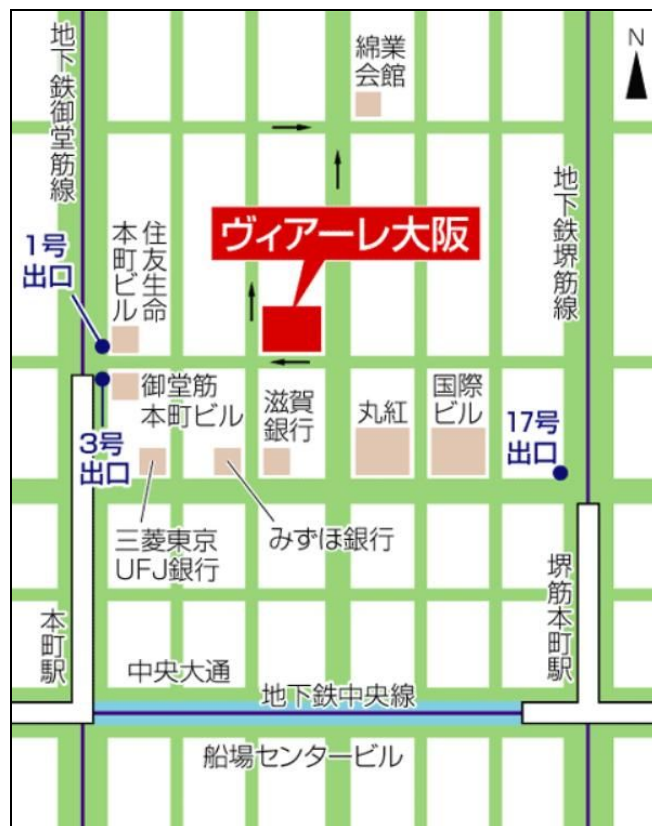 地下鉄御堂筋線
綿業
会館
N
地下鉄堺筋線
ヴィアーレ大阪
住友生命
本町ビル
1号
出口
御堂筋
本町ビル
3号
出口
滋賀
銀行
丸紅
国際
ビル
17号
出口
三菱東京
UFJ銀行
みずほ銀行
本町駅
堺筋本町駅
中央大通
地下鉄中央線
船場センタービル